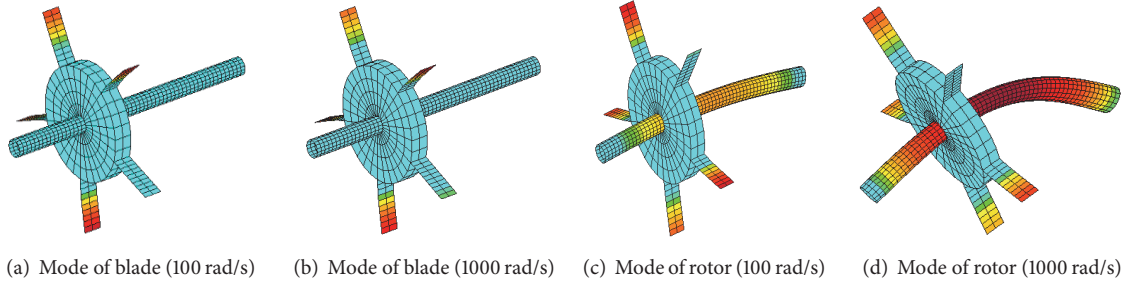 (a) Mode of blade (100 rad/s)
(b) Mode of blade (1000 rad/s)
(c) Mode of rotor (100 rad/s)
(d) Mode of rotor (1000 rad/s)